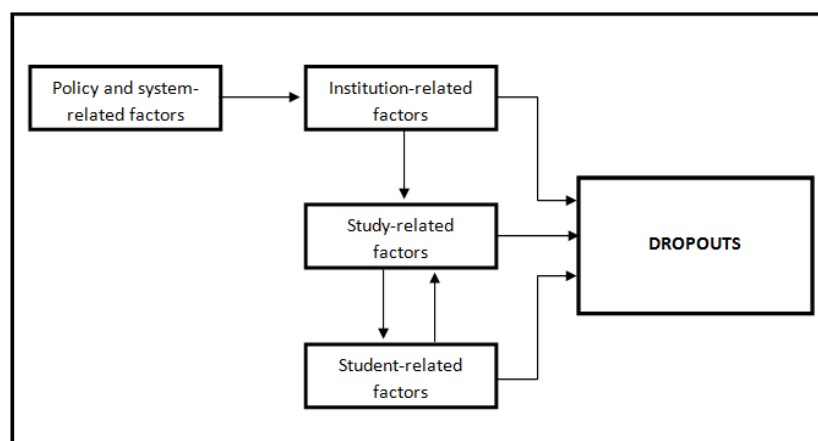 Policy and system-
related factors
Institution-related
factors
Study-related
factors
DROPOUTS
Student-related
factors